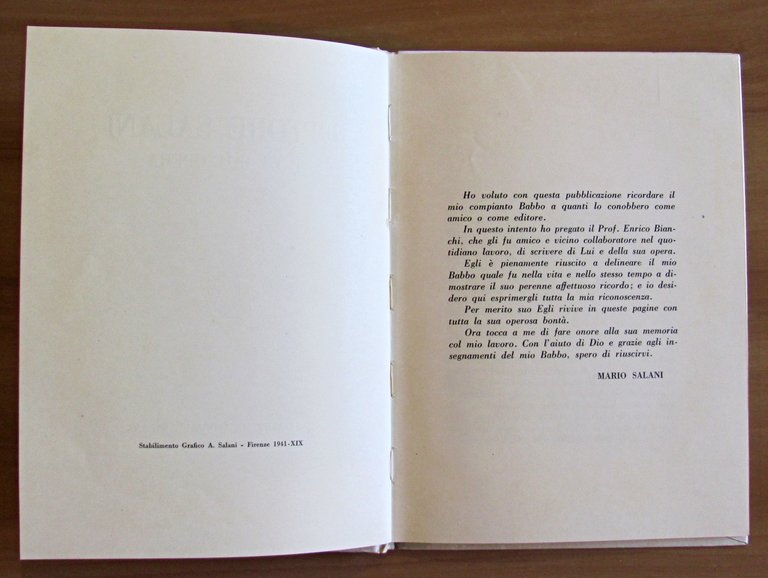 Stabilimento Grafico A. Salani - Firenze 1941-XIX
Ho voluto con questa pubblicazione ricordare il
mio compianto Babbo a quanti lo conobbero come
amico o come editore.
In questo intento ho pregato il Prof. Enrico Bian-
chi, che gli fu amico e vicino collaboratore nel quo-
tidiano lavoro, di scrivere di Lui e della sua opera.
Egli è pienamente riuscito a delineare il mio
Babbo quale fu nella vita e nello stesso tempo a di-
mostrare il suo perenne affettuoso ricordo; e io de-
sidero qui esprimergli tutta la mia riconoscenza.
Per merito suo Egli rivive in queste pagine con
tutta la sua operosa bontà.
Ora tocca a me di fare onore alla sua memoria
col mio lavoro. Con l'aiuto di Dio e grazie agli in-
segnamenti del mio Babbo, spero di riuscirvi.
MARIO SALANI